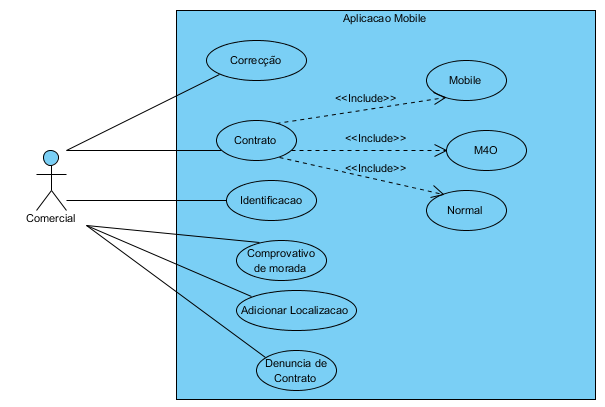 Aplicacao Mobile
Correcção
Mobile
<<Include>>
Contrato
<<Include>>
M4O
<<Include>>
Identificacao
Normal
Comercial
Comprovativo
de morada
Adicionar Localizacao
Denuncia de
Contrato